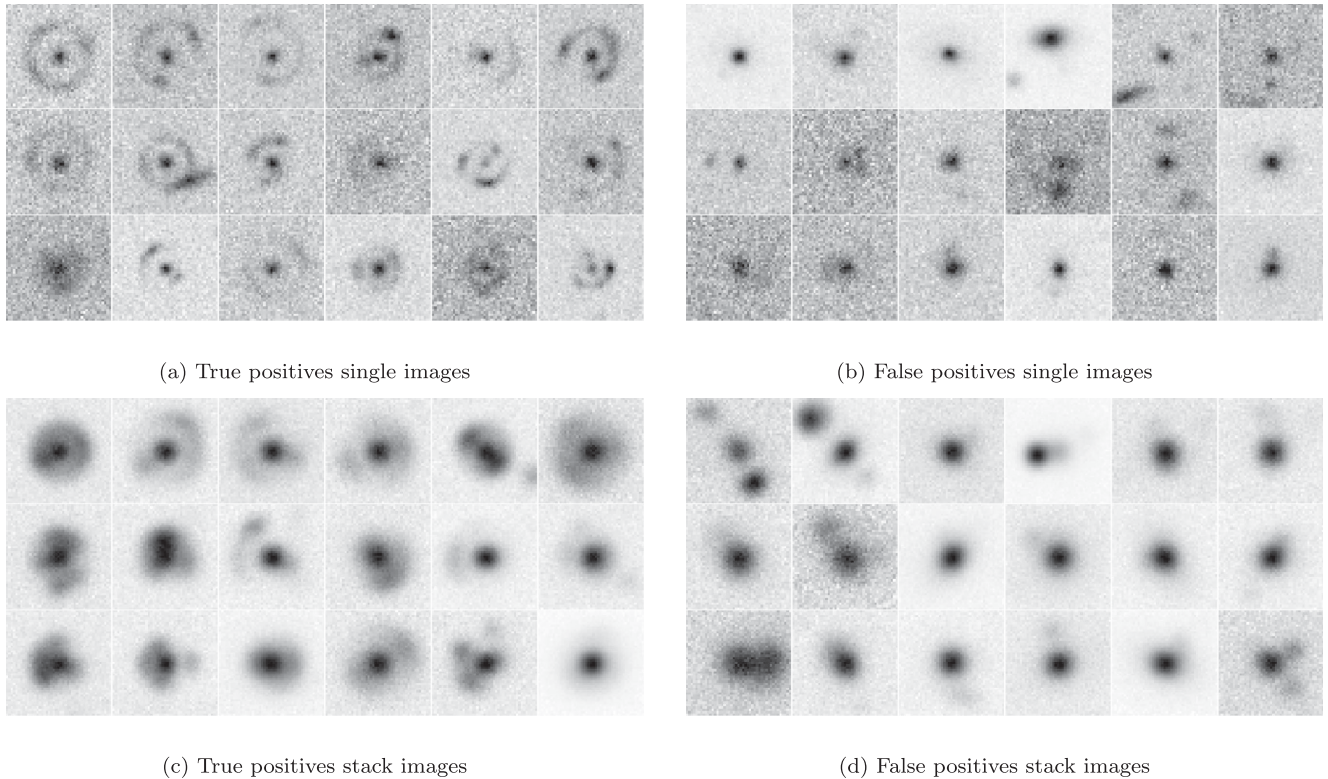 (a) True positives single images
(b) False positives single images
(c) True positives stack images
(d) False positives stack images